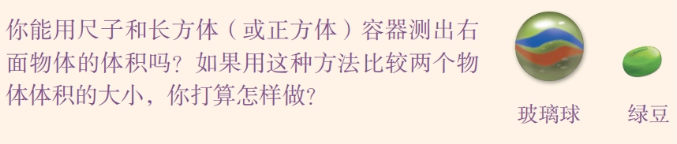 你能用尺子和长方体（或正方体）容器测出右
面物体的体积吗？如果用这种方法比较两个物
体体积的大小，你打算怎样做？
玻璃球 绿豆